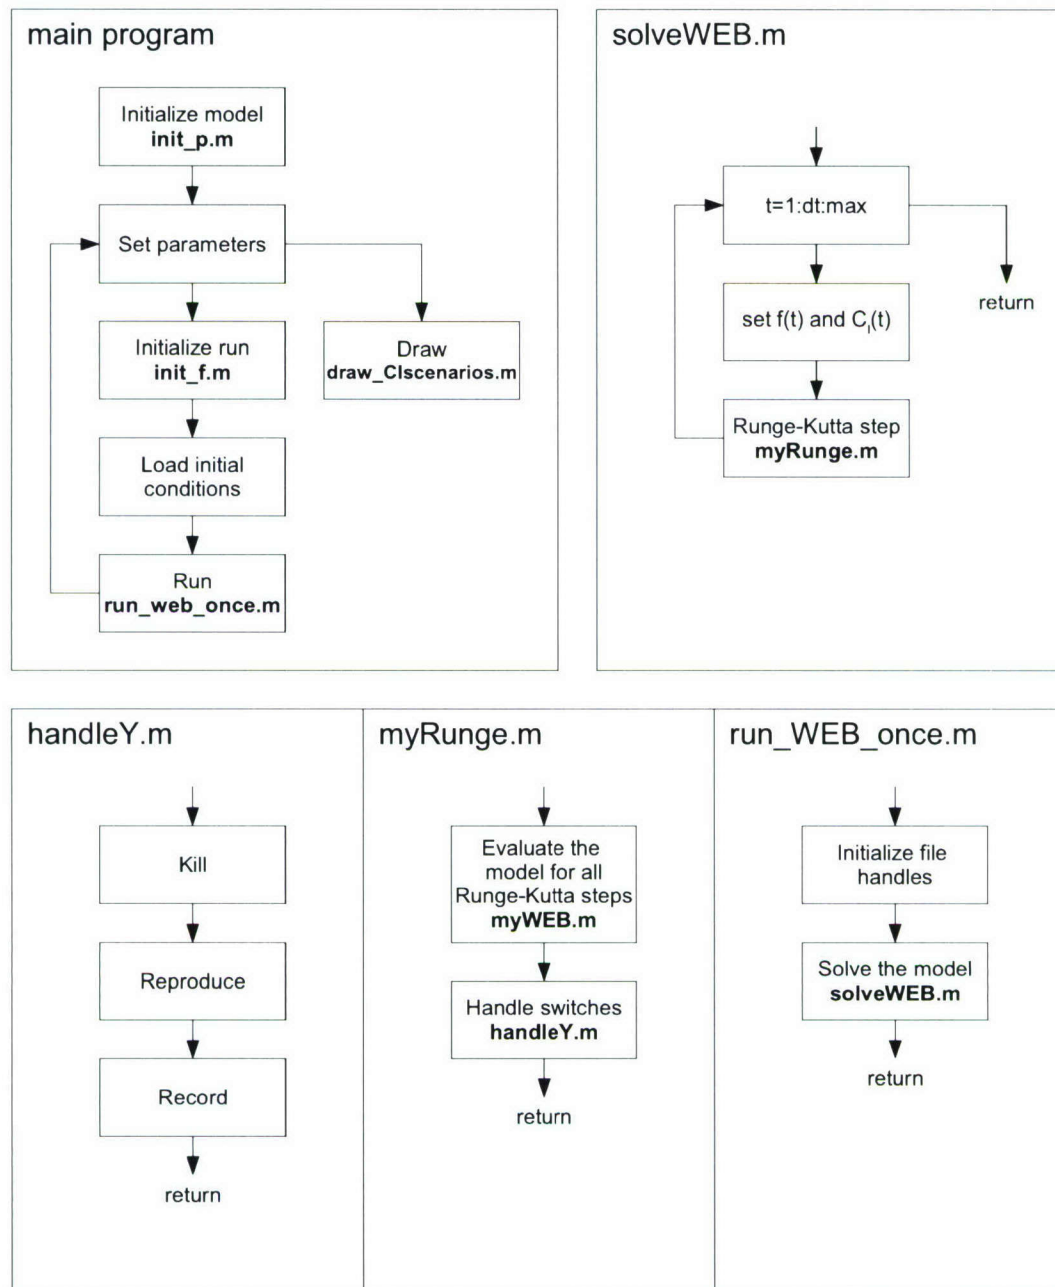 main program
Initialize model
init_p.m
Set parameters
Initialize run
init_f.m
Draw
draw_CIscenarios.m
Load initial
conditions
Run
run_web_once.m
solveWEB.m
t=1:dt:max
return
set f(t) and C_I(t)
Runge-Kutta step
myRunge.m
handleY.m
Kill
Reproduce
Record
return
myRunge.m
Evaluate the
model for all
Runge-Kutta steps
myWEB.m
Handle switches
handleY.m
return
run_WEB_once.m
Initialize file
handles
Solve the model
solveWEB.m
return